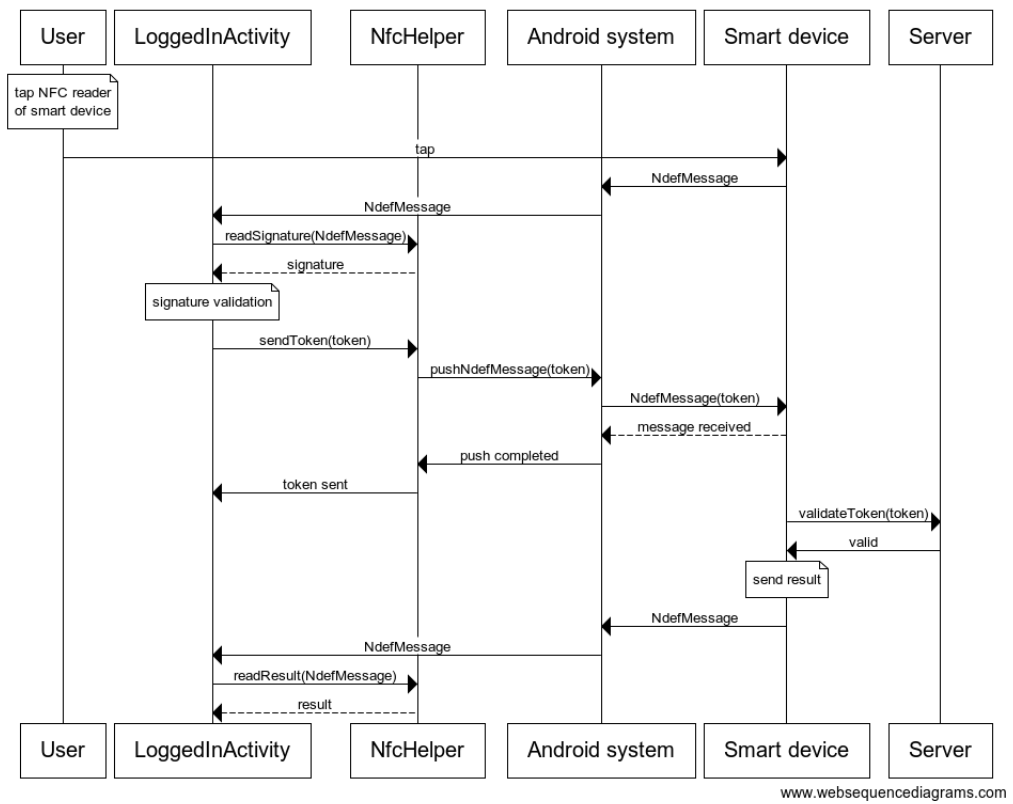 User
LoggedInActivity
NfcHelper
Android system
Smart device
Server
tap NFC reader
of smart device
tap
NdefMessage
NdefMessage
readSignature(NdefMessage)
signature
signature validation
sendToken(token)
pushNdefMessage(token)
NdefMessage(token)
message received
push completed
token sent
validateToken(token)
valid
send result
NdefMessage
NdefMessage
readResult(NdefMessage)
result
User
LoggedInActivity
NfcHelper
Android system
Smart device
Server
www.websequencediagrams.com